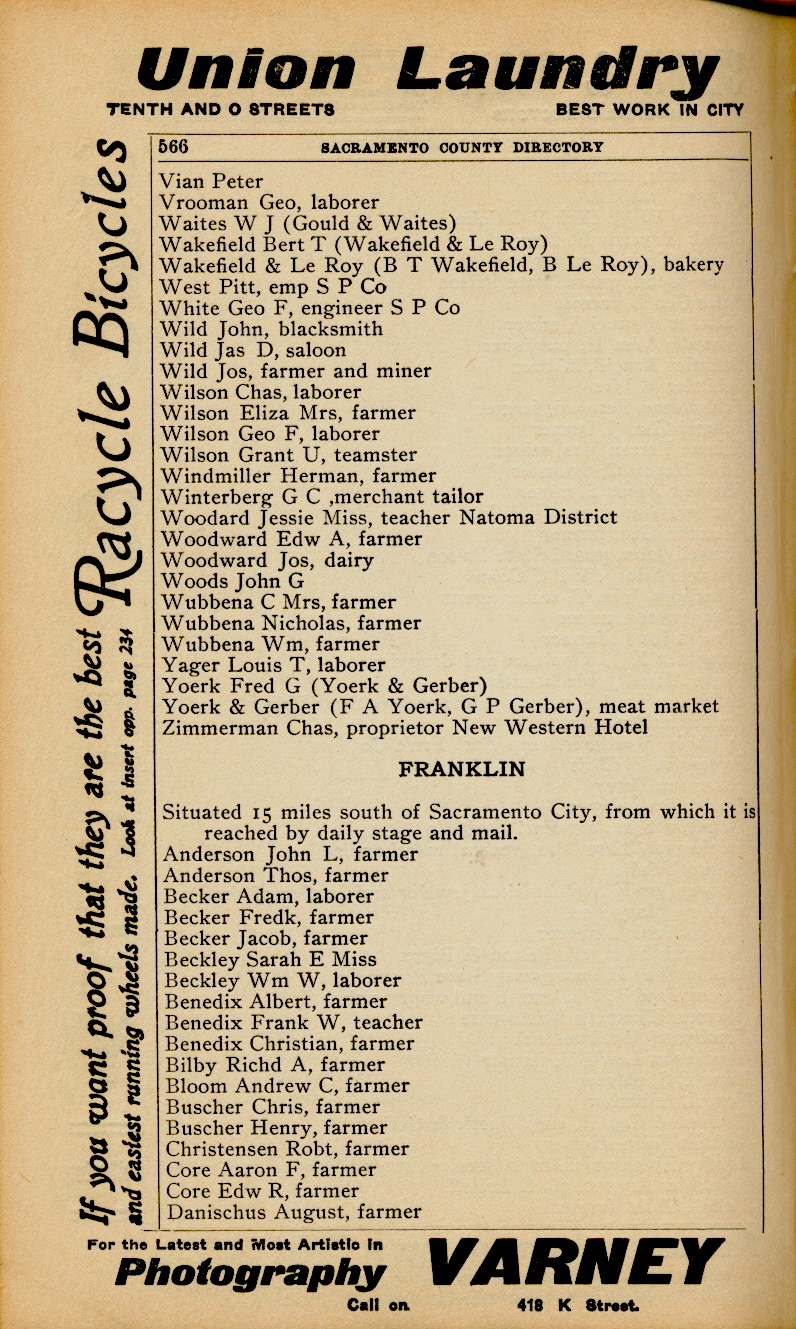 Union Laundry
TENTH AND O STREETS BEST WORK IN CITY
566 SACRAMENTO COUNTY DIRECTORY
Vian Peter
Vrooman Geo, laborer
Waites W J (Gould & Waites)
Wakefield Bert T (Wakefield & Le Roy)
Wakefield & Le Roy (B T Wakefield, B Le Roy), bakery
West Pitt, emp S P Co
White Geo F, engineer S P Co
Wild John, blacksmith
Wild Jas D, saloon
Wild Jos, farmer and miner
Wilson Chas, laborer
Wilson Eliza Mrs, farmer
Wilson Geo F, laborer
Wilson Grant U, teamster
Windmiller Herman, farmer
Winterberg G C ,merchant tailor
Woodard Jessie Miss, teacher Natoma District
Woodward Edw A, farmer
Woodward Jos, dairy
Woods John G
Wubbena C Mrs, farmer
Wubbena Nicholas, farmer
Wubbena Wm, farmer
Yager Louis T, laborer
Yoerk Fred G (Yoerk & Gerber)
Yoerk & Gerber (F A Yoerk, G P Gerber), meat market
Zimmerman Chas, proprietor New Western Hotel
FRANKLIN
Situated 15 miles south of Sacramento City, from which it is
reached by daily stage and mail.
Anderson John L, farmer
Anderson Thos, farmer
Becker Adam, laborer
Becker Fredk, farmer
Becker Jacob, farmer
Beckley Sarah E Miss
Beckley Wm W, laborer
Benedix Albert, farmer
Benedix Frank W, teacher
Benedix Christian, farmer
Bilby Richd A, farmer
Bloom Andrew C, farmer
Buscher Chris, farmer
Buscher Henry, farmer
Christensen Robt, farmer
Core Aaron F, farmer
Core Edw R, farmer
Danischus August, farmer
If you want proof that they are the best Racycle Bicycles
and easiest running wheels made. Look at insert opp. page 234
For the Latest and Most Artistic in
Photography VARNEY
Call on 418 K Street.